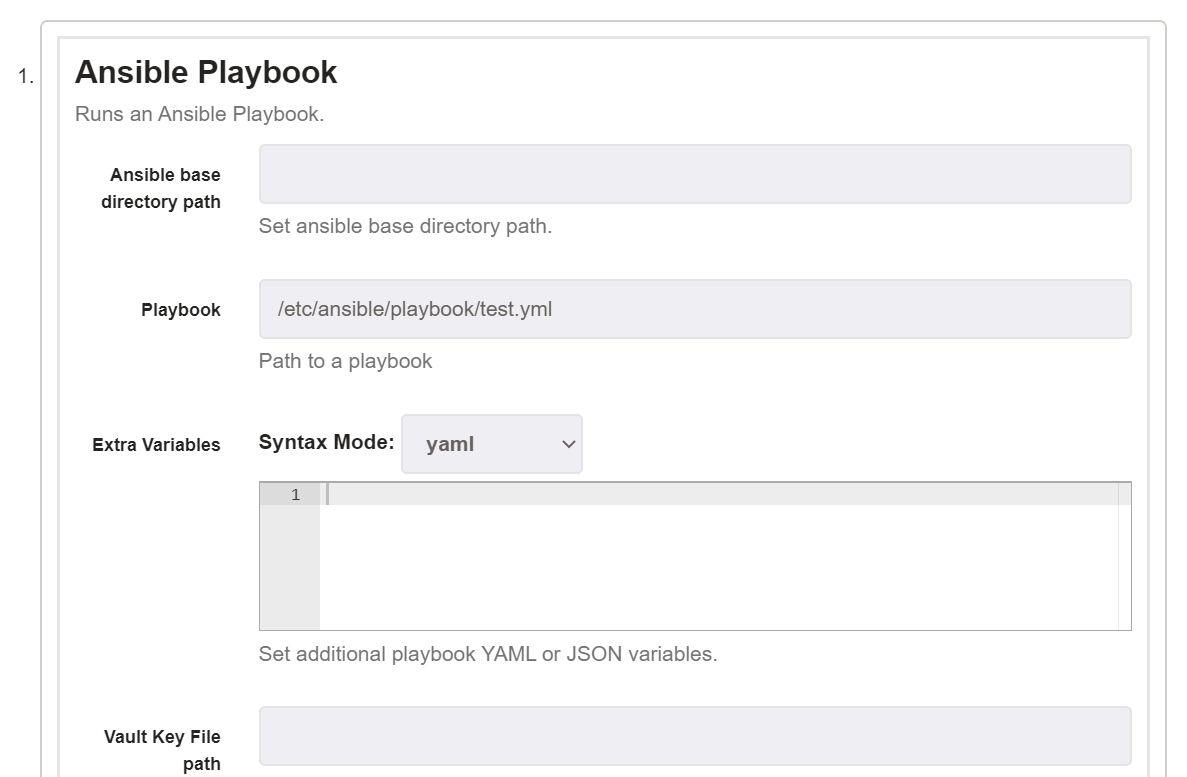 1.
Ansible Playbook
Runs an Ansible Playbook.
Ansible base
directory path
Set ansible base directory path.
Playbook
/etc/ansible/playbook/test.yml
Path to a playbook
Extra Variables
Syntax Mode:
yaml
1
Set additional playbook YAML or JSON variables.
Vault Key File
path